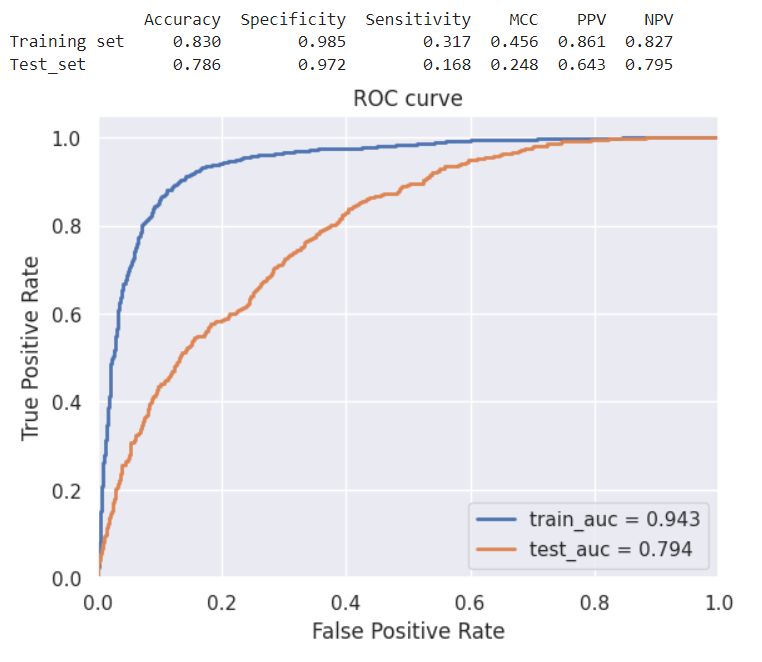 Accuracy Specificity Sensitivity MCC PPV NPV
Training set 0.830 0.985 0.317 0.456 0.861 0.827
Test_set 0.786 0.972 0.168 0.248 0.643 0.795
ROC curve
1.0
0.8
0.6
0.4
0.2
0.0
True Positive Rate
train_auc = 0.943
test_auc = 0.794
0.0 0.2 0.4 0.6 0.8 1.0
False Positive Rate